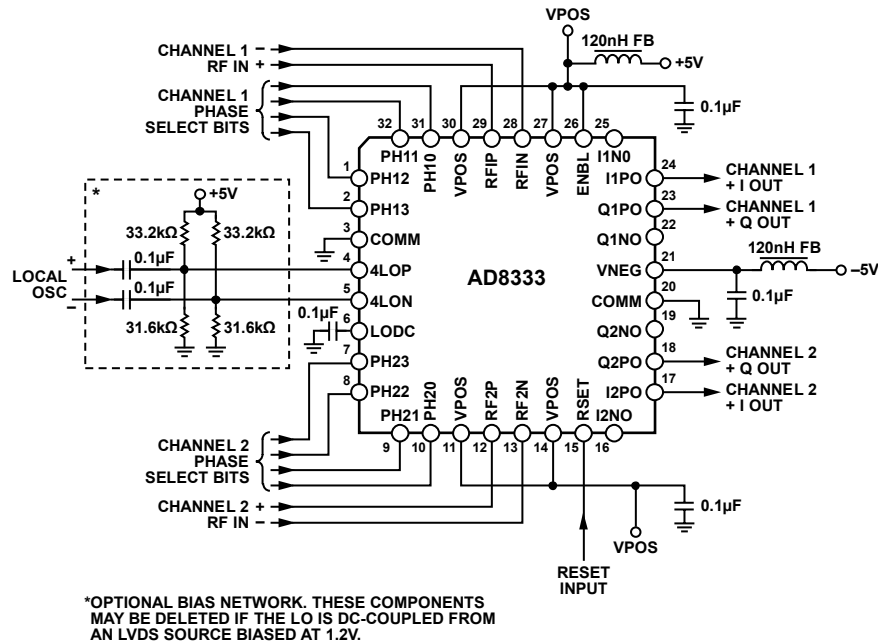 VPOS
120nH FB
+5V
CHANNEL 1 –
RF IN +
CHANNEL 1
PHASE
SELECT BITS
0.1µF
32 31 30 29 28 27 26 25
PH11 PH10 VPOS RFIP RFIN VPOS ENBL I1N0
*
+5V
33.2kΩ 33.2kΩ
LOCAL
OSC
+
–
0.1µF
0.1µF
31.6kΩ 31.6kΩ
1 PH12
2 PH13
3 COMM
4 4LOP
5 4LON
0.1µF
6 LODC
7 PH23
8 PH22
AD8333
24 I1PO
CHANNEL 1
+ I OUT
23 Q1PO
CHANNEL 1
+ Q OUT
22 Q1NO
120nH FB
21 VNEG
–5V
0.1µF
20 COMM
19 Q2NO
18 Q2PO
CHANNEL 2
+ Q OUT
17 I2PO
CHANNEL 2
+ I OUT
PH21 PH20 VPOS RF2P RF2N VPOS RSET I2NO
9 10 11 12 13 14 15 16
CHANNEL 2
PHASE
SELECT BITS
CHANNEL 2 +
RF IN –
0.1µF
VPOS
RESET
INPUT
*OPTIONAL BIAS NETWORK. THESE COMPONENTS
MAY BE DELETED IF THE LO IS DC-COUPLED FROM
AN LVDS SOURCE BIASED AT 1.2V.